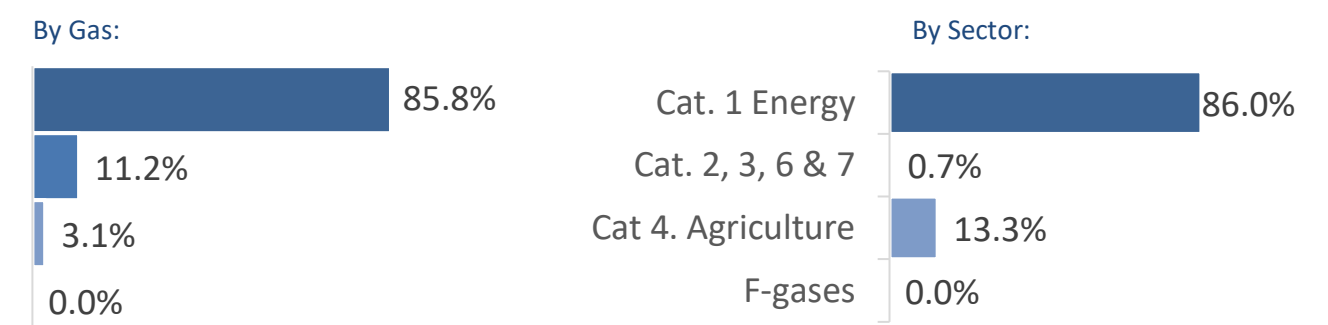 By Gas:
85.8%
11.2%
3.1%
0.0%
By Sector:
Cat. 1 Energy 86.0%
Cat. 2, 3, 6 & 7 0.7%
Cat 4. Agriculture 13.3%
F-gases 0.0%